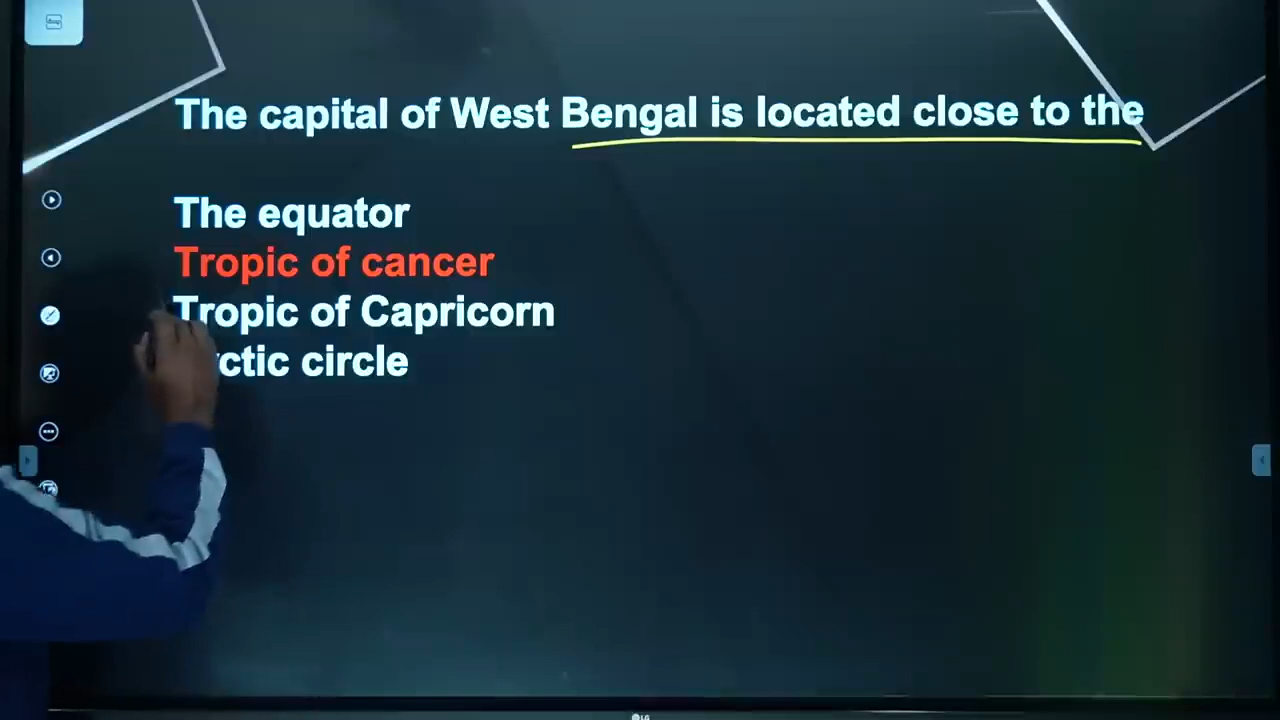 The capital of West Bengal is located close to the
The equator
Tropic of cancer
Tropic of Capricorn
circle
LG